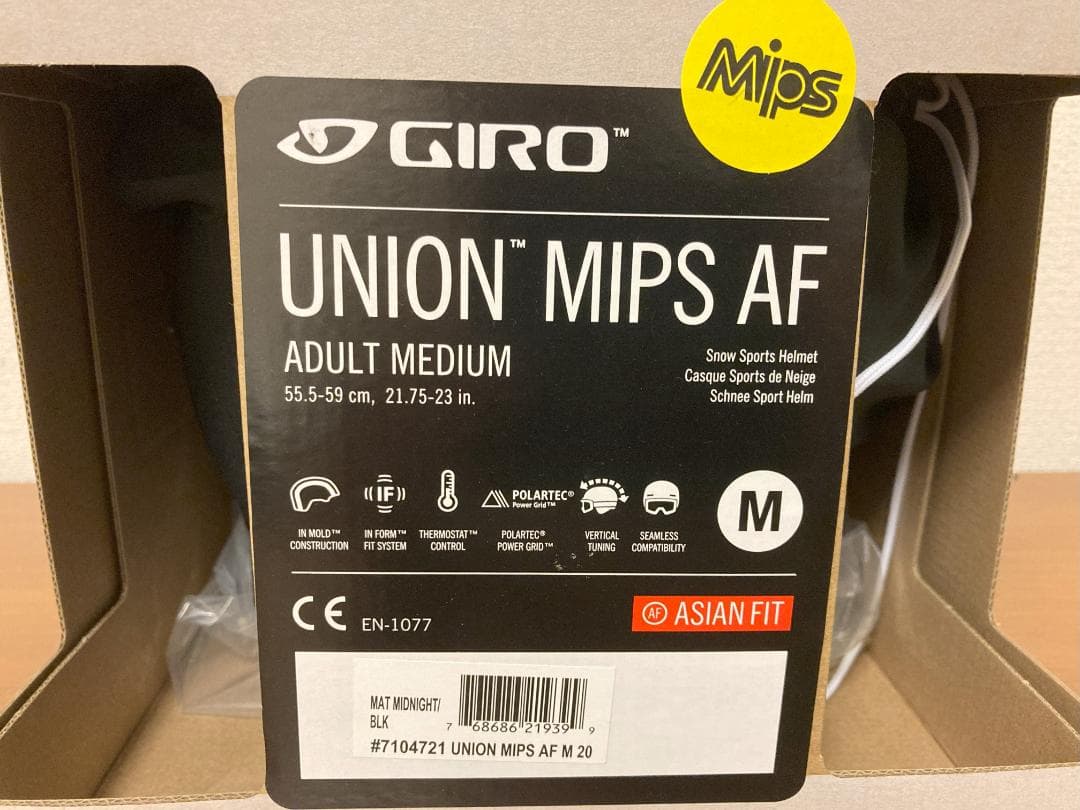 Mips
GIRO™
UNION™ MIPS AF
ADULT MEDIUM
55.5-59 cm, 21.75-23 in.
Snow Sports Helmet
Casque Sports de Neige
Schnee Sport Helm
IF
POLARTEC®
Power Grid™
M
IN MOLD™
CONSTRUCTION
IN FORM™
FIT SYSTEM
THERMOSTAT™
CONTROL
POLARTEC®
POWER GRID™
VERTICAL
TUNING
SEAMLESS
COMPATIBILITY
CE EN-1077
AF ASIAN FIT
MAT MIDNIGHT/
BLK
7 68686 21939 9
#7104721 UNION MIPS AF M 20